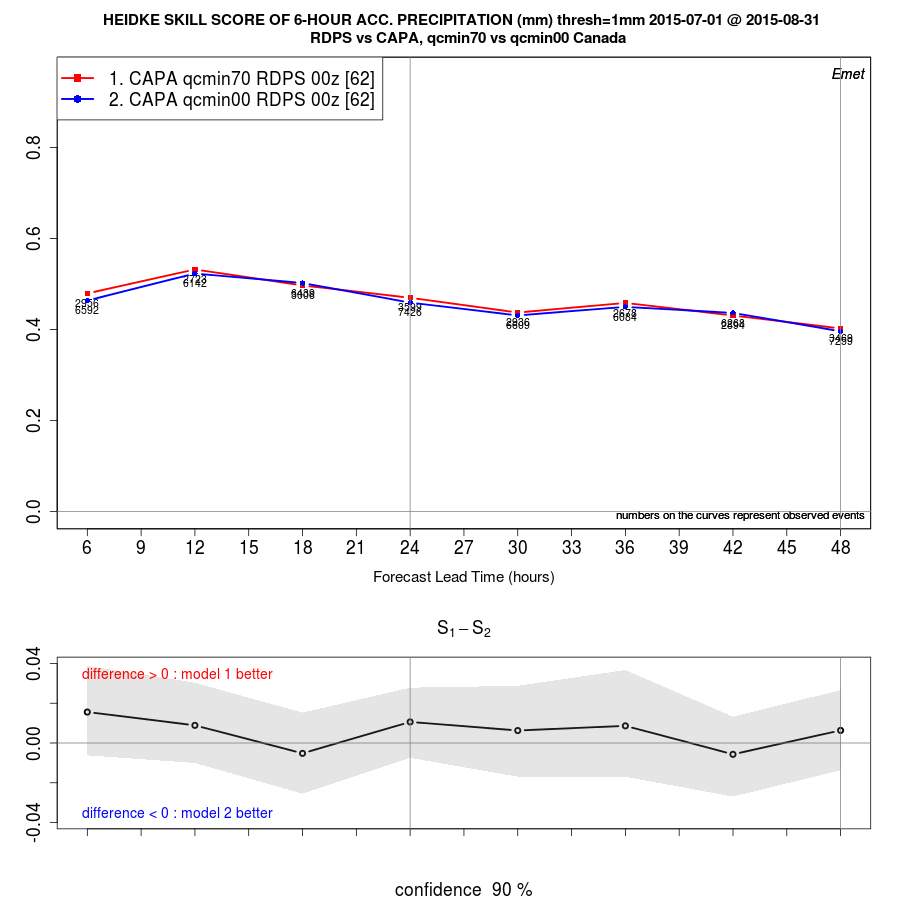 HEIDKE SKILL SCORE OF 6-HOUR ACC. PRECIPITATION (mm) thresh=1mm 2015-07-01 @ 2015-08-31
RDPS vs CAPA, qcmin70 vs qcmin00 Canada
1. CAPA qcmin70 RDPS 00z [62]
2. CAPA qcmin00 RDPS 00z [62]
Emet
0.8
0.6
0.4
0.2
0.0
6592
6142
7426
6084
2894
7299
numbers on the curves represent observed events
6 9 12 15 18 21 24 27 30 33 36 39 42 45 48
Forecast Lead Time (hours)
S1 – S2
0.04
0.00
-0.04
difference > 0 : model 1 better
difference < 0 : model 2 better
confidence 90 %